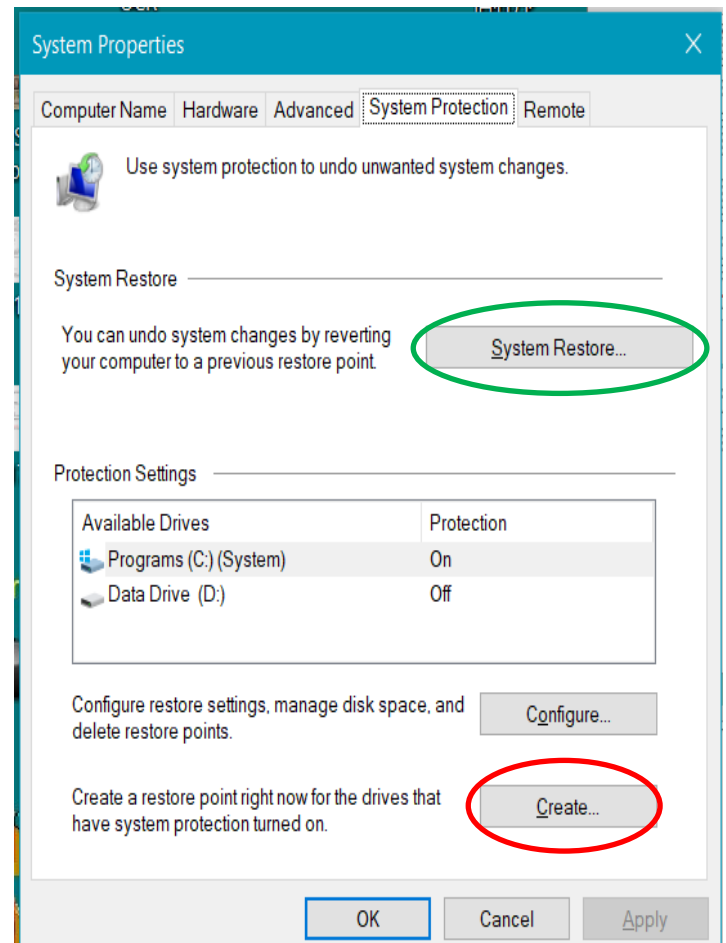 System Properties
Computer Name Hardware Advanced System Protection Remote
Use system protection to undo unwanted system changes.
System Restore
You can undo system changes by reverting
your computer to a previous restore point.
System Restore...
Protection Settings
Available Drives Protection
Programs (C:) (System) On
Data Drive (D:) Off
Configure restore settings, manage disk space, and
delete restore points.
Configure...
Create a restore point right now for the drives that
have system protection turned on.
Create...
OK Cancel Apply